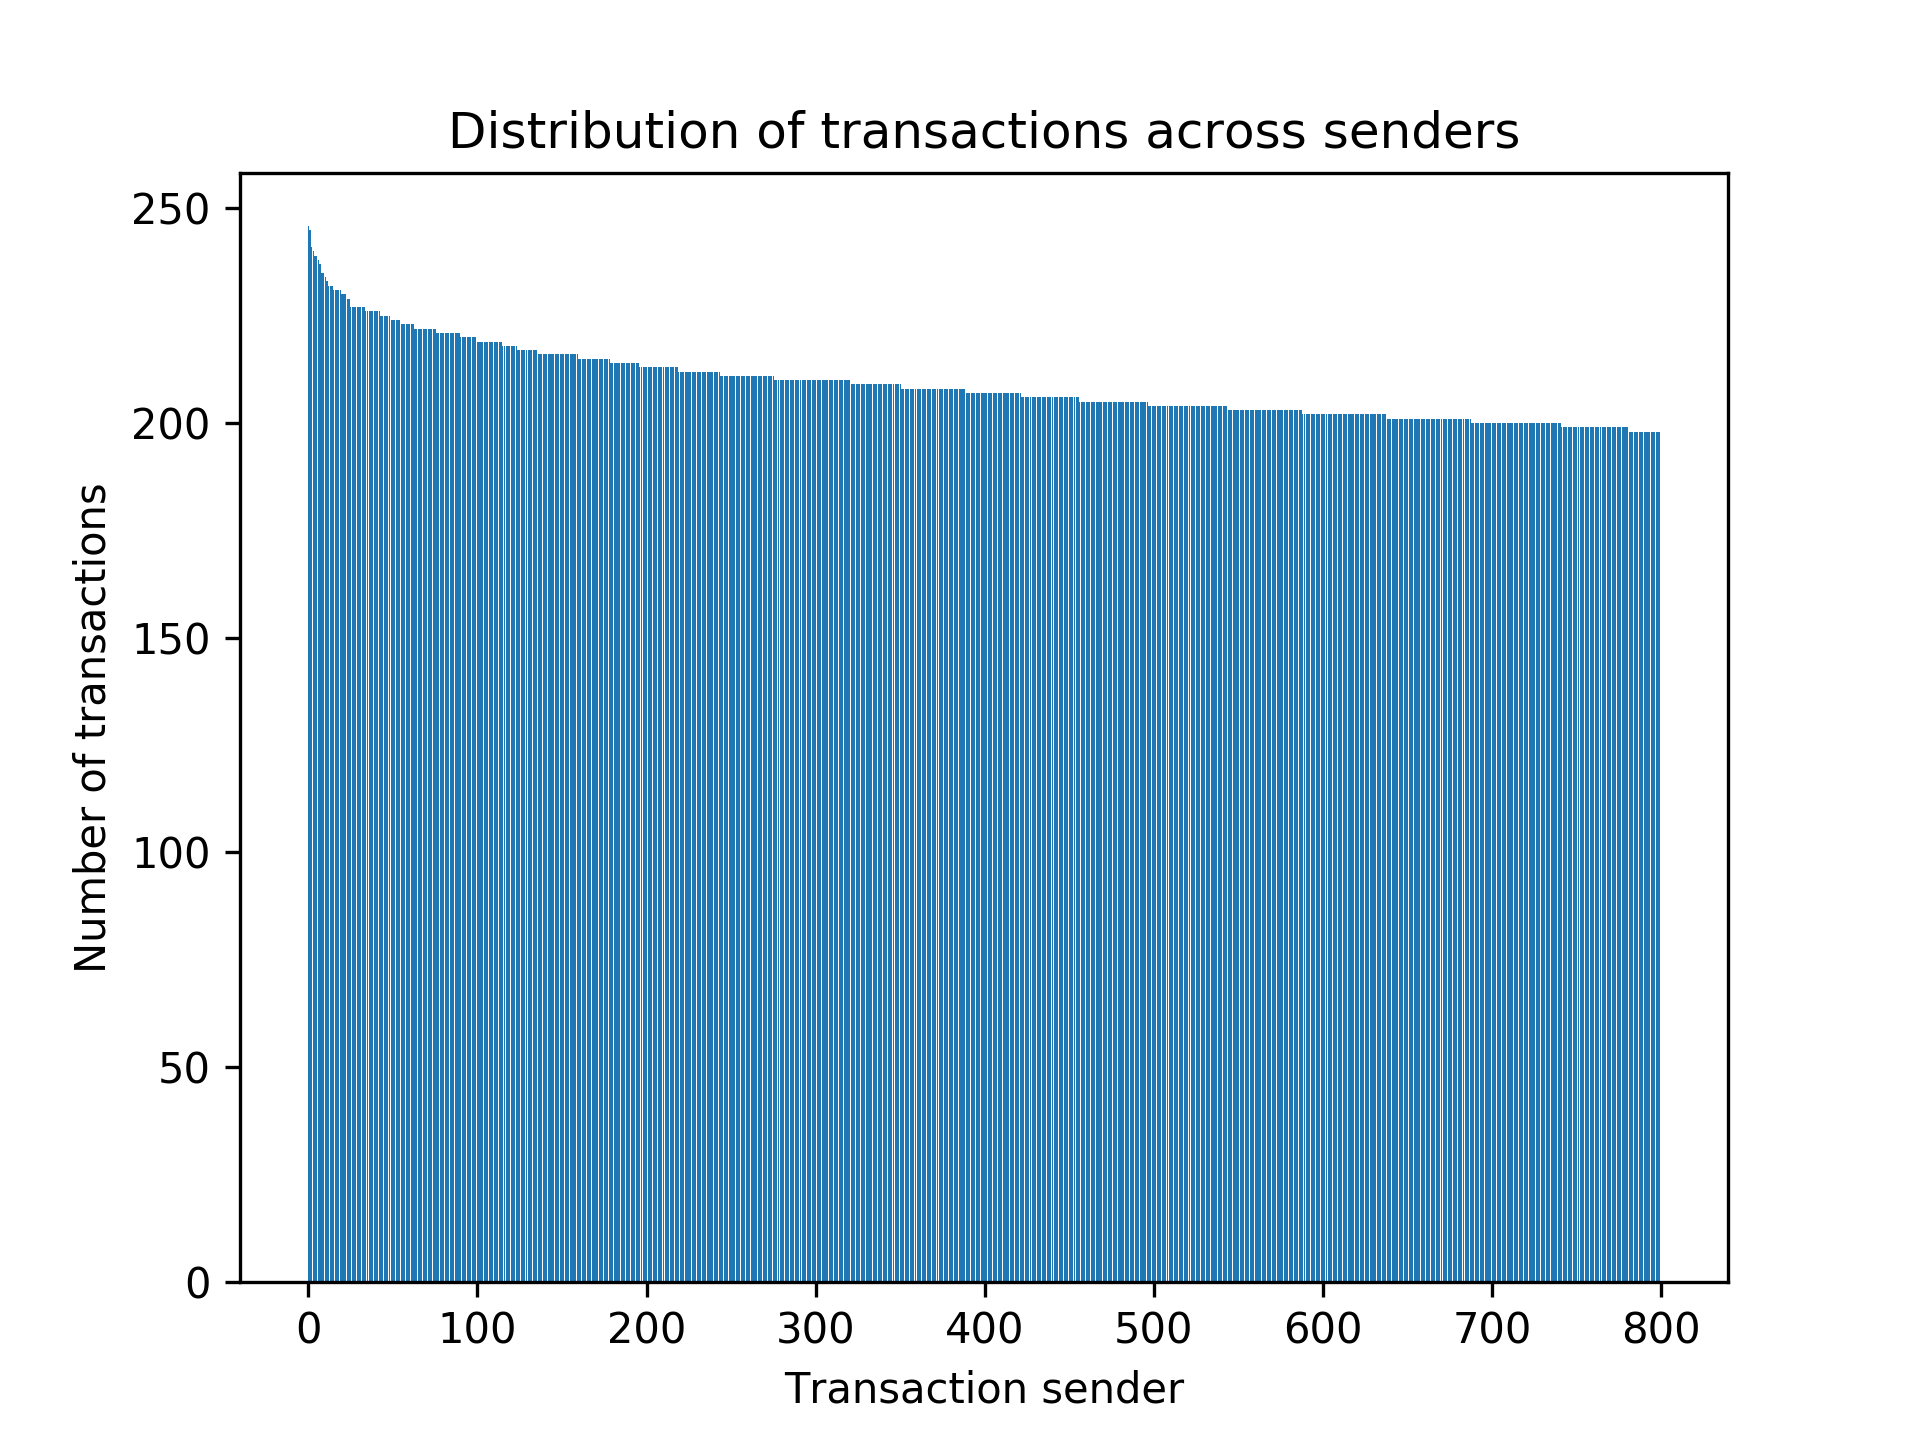 Distribution of transactions across senders
250
200
150
100
50
0
Number of transactions
0 100 200 300 400 500 600 700 800
Transaction sender